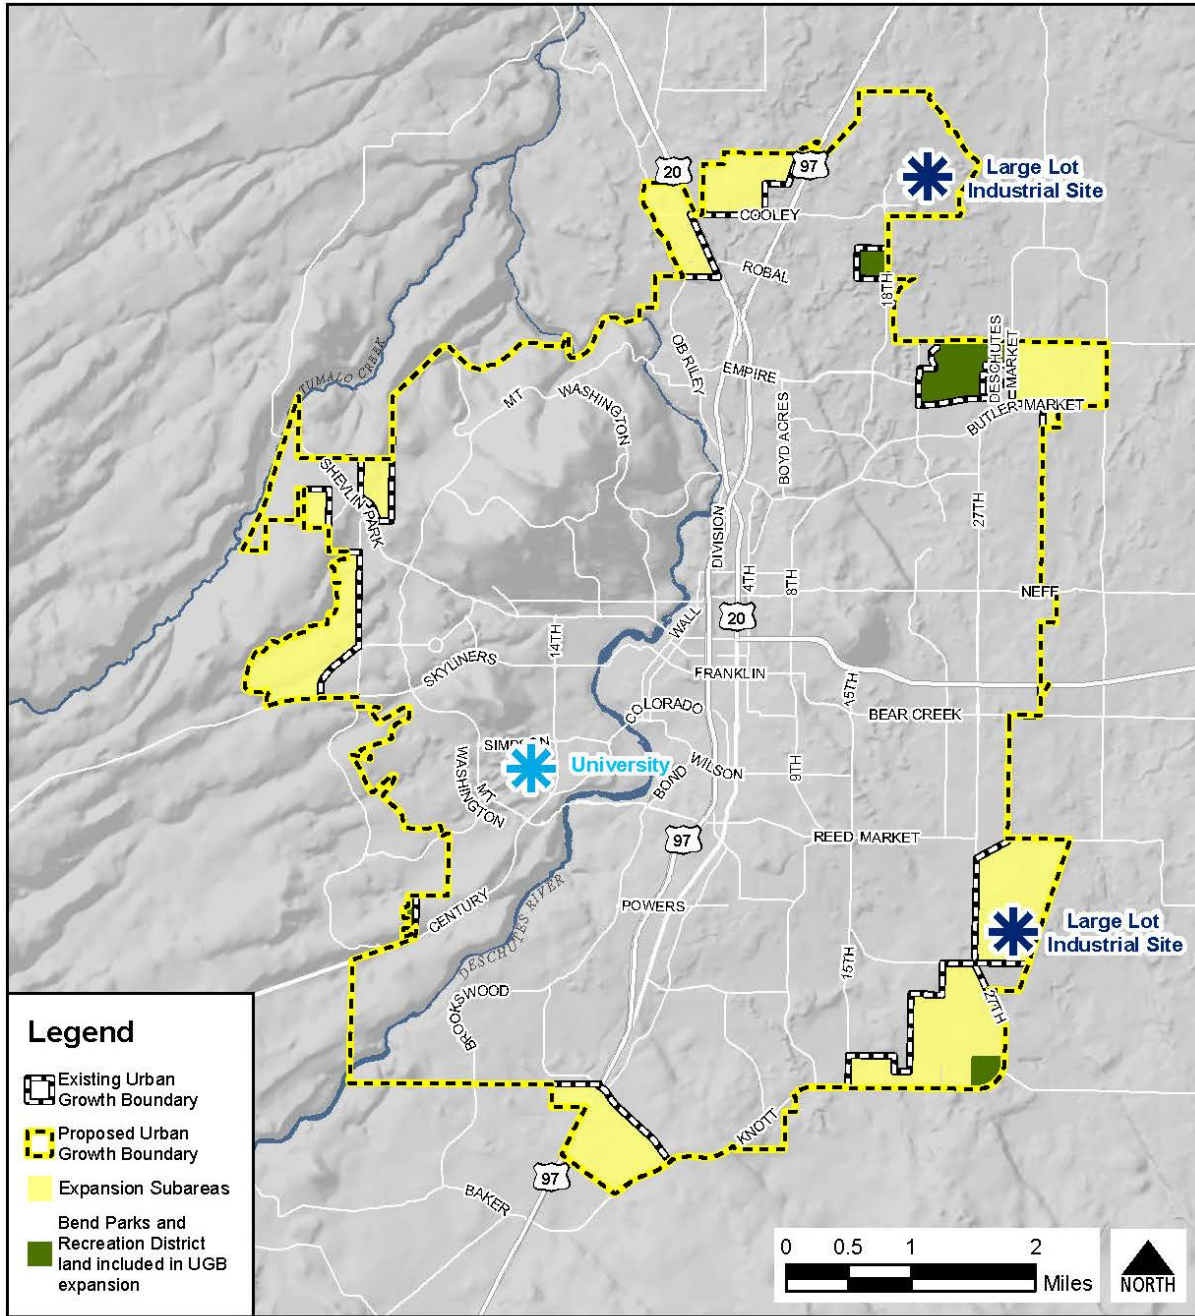 20
97
Large Lot
Industrial Site
COOLEY
ROBAL
18TH
TUMALO CREEK
OB RILEY
EMPIRE
DESCHUTES
MARKET
MT
WASHINGTON
BOYD ACRES
BUTLER MARKET
SHEVLIN PARK
27TH
DIVISION
4TH
8TH
NEFF
20
WALL
14TH
SKYLINERS
FRANKLIN
15TH
COLORADO
BEAR CREEK
SIMPSON
University
WILSON
9TH
BOND
MT
WASHINGTON
97
REED MARKET
CENTURY
POWERS
Large Lot
Industrial Site
DESCHUTES RIVER
15TH
BROOKSWOOD
27TH
KNOTT
97
BAKER
Legend
Existing Urban
Growth Boundary
Proposed Urban
Growth Boundary
Expansion Subareas
Bend Parks and
Recreation District
land included in UGB
expansion
0 0.5 1 2
Miles
NORTH